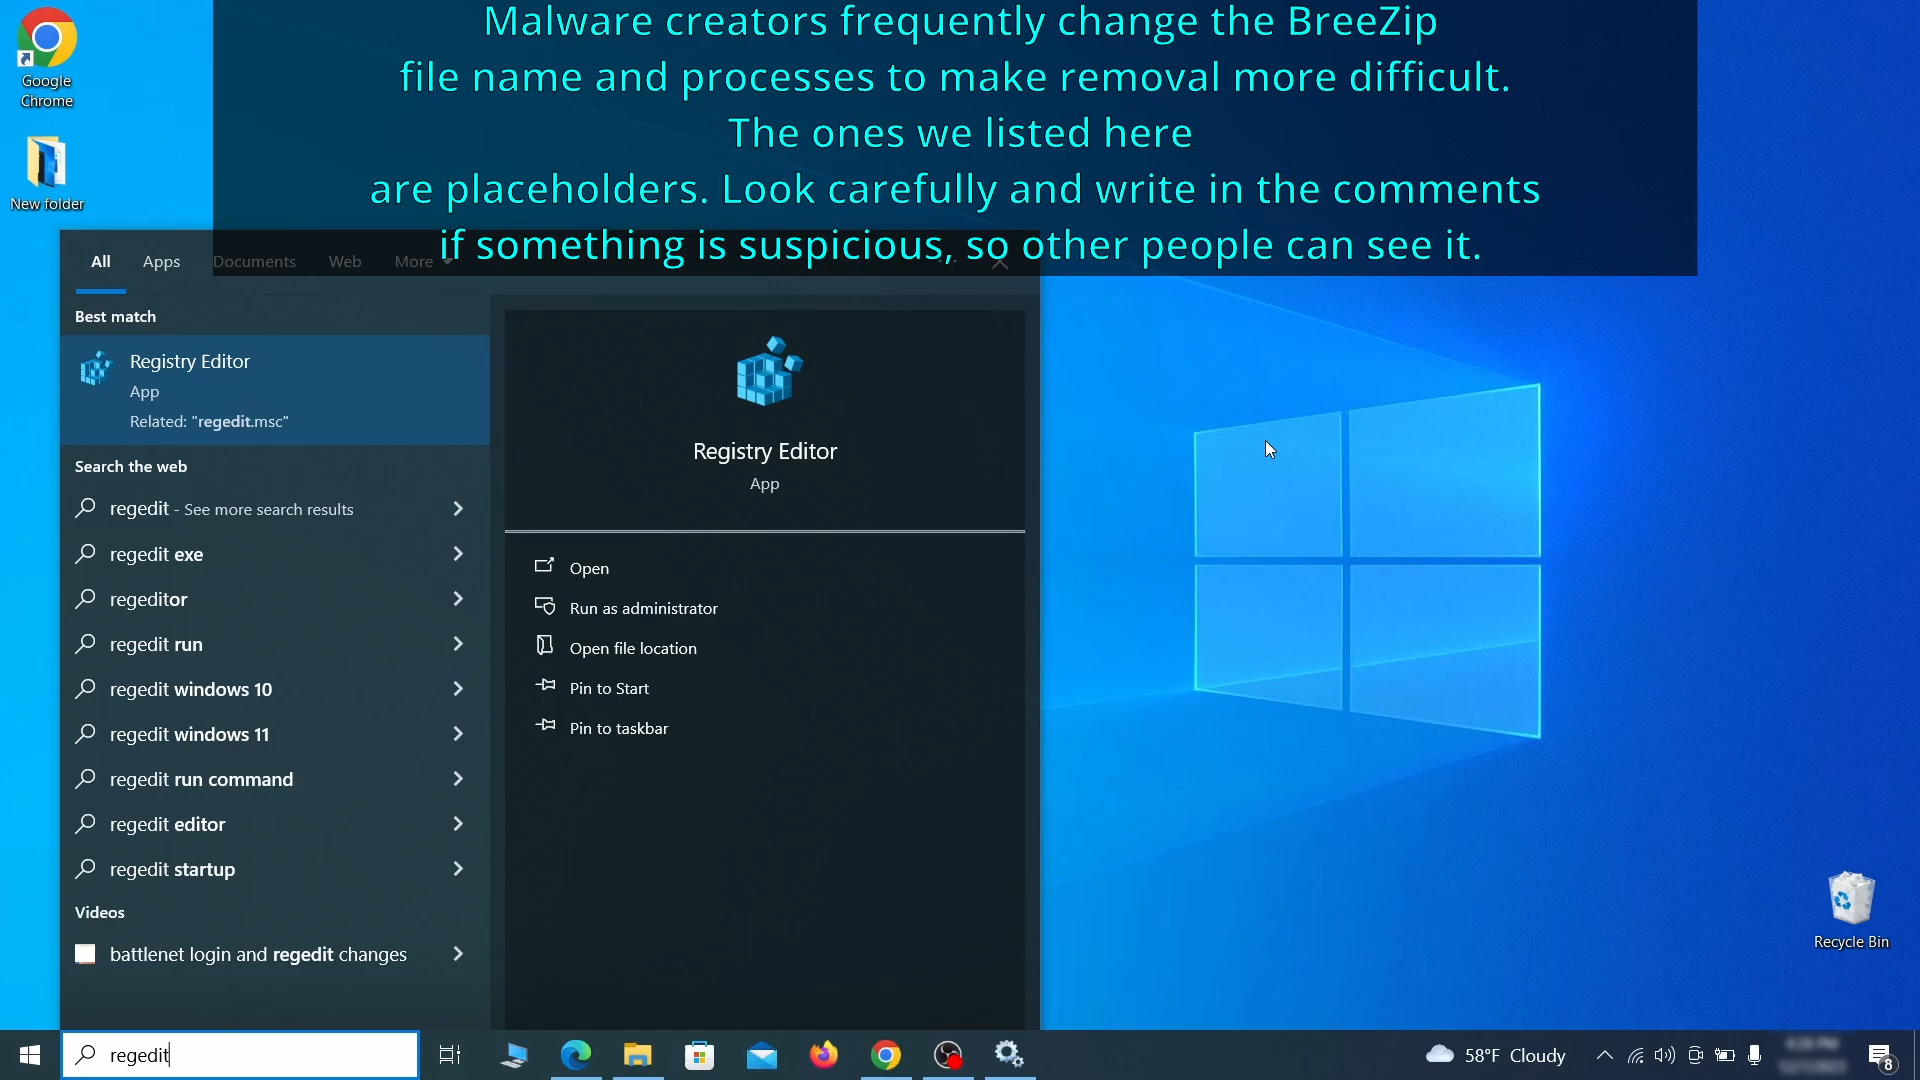 Malware creators frequently change the BreeZip
file name and processes to make removal more difficult.
The ones we listed here
are placeholders. Look carefully and write in the comments
if something is suspicious, so other people can see it.
Google
Chrome
New folder
All
Apps
Documents
Web
More
Best match
Registry Editor
App
Related: "regedit.msc"
Search the web
regedit - See more search results
regedit exe
regeditor
regedit run
regedit windows 10
regedit windows 11
regedit run command
regedit editor
regedit startup
Videos
battlenet login and regedit changes
Registry Editor
App
Open
Run as administrator
Open file location
Pin to Start
Pin to taskbar
Recycle Bin
regedit
58°F Cloudy
8